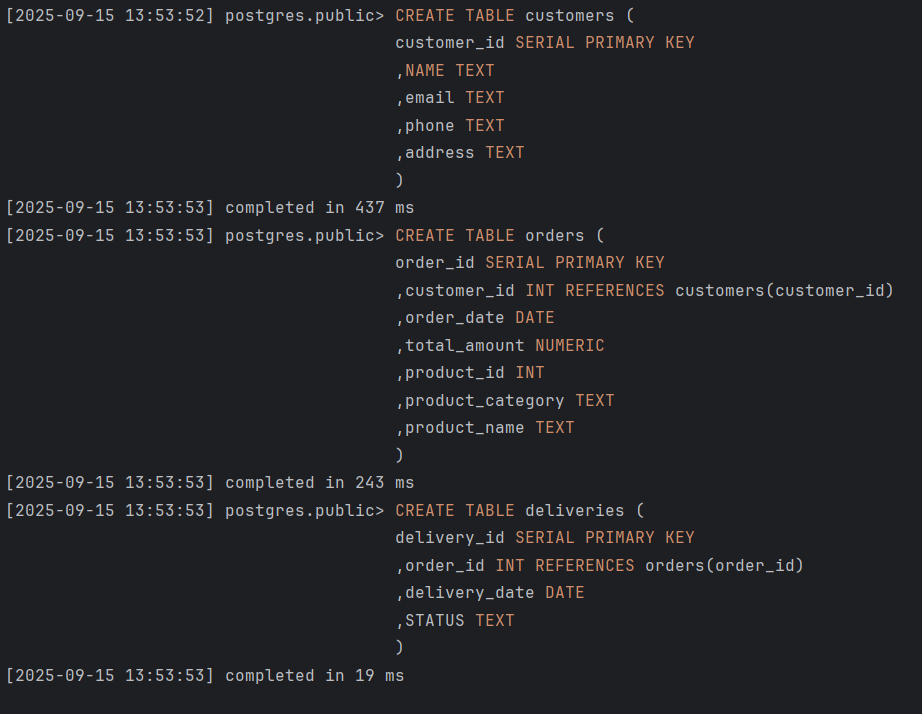 [2025-09-15 13:53:52] postgres.public> CREATE TABLE customers (
customer_id SERIAL PRIMARY KEY
,NAME TEXT
,email TEXT
,phone TEXT
,address TEXT
)
[2025-09-15 13:53:53] completed in 437 ms
[2025-09-15 13:53:53] postgres.public> CREATE TABLE orders (
order_id SERIAL PRIMARY KEY
,customer_id INT REFERENCES customers(customer_id)
,order_date DATE
,total_amount NUMERIC
,product_id INT
,product_category TEXT
,product_name TEXT
)
[2025-09-15 13:53:53] completed in 243 ms
[2025-09-15 13:53:53] postgres.public> CREATE TABLE deliveries (
delivery_id SERIAL PRIMARY KEY
,order_id INT REFERENCES orders(order_id)
,delivery_date DATE
,STATUS TEXT
)
[2025-09-15 13:53:53] completed in 19 ms